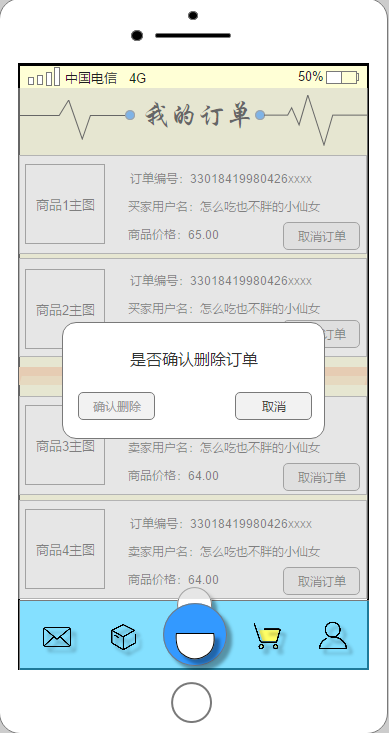 中国电信 4G 50%
我的订单
商品1主图
订单编号：33018419980426xxxx
买家用户名：怎么吃也不胖的小仙女
商品价格：65.00
取消订单
商品2主图
订单编号：33018419980426xxxx
买家用户名：怎么吃也不胖的小仙女
是否确认删除订单
确认删除 取消
商品3主图
卖家用户名：怎么吃也不胖的小仙女
商品价格：64.00
取消订单
商品4主图
订单编号：33018419980426xxxx
卖家用户名：怎么吃也不胖的小仙女
商品价格：64.00
取消订单